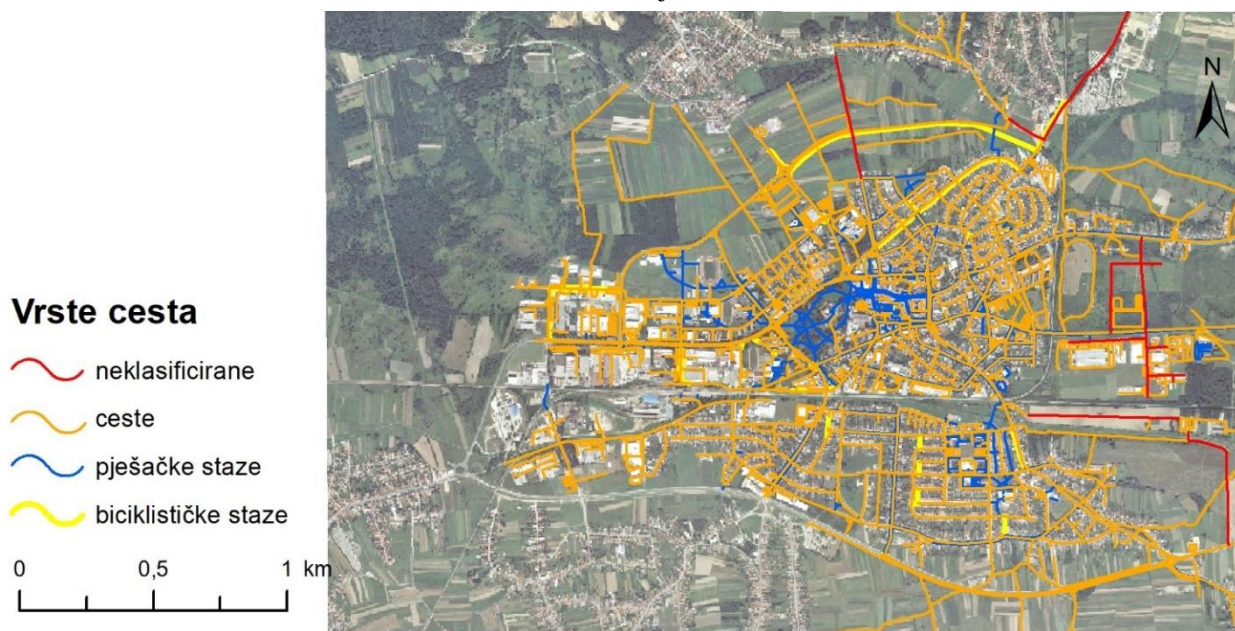 N
Vrste cesta
neklasificirane
ceste
pješačke staze
biciklističke staze
0 0,5 1 km